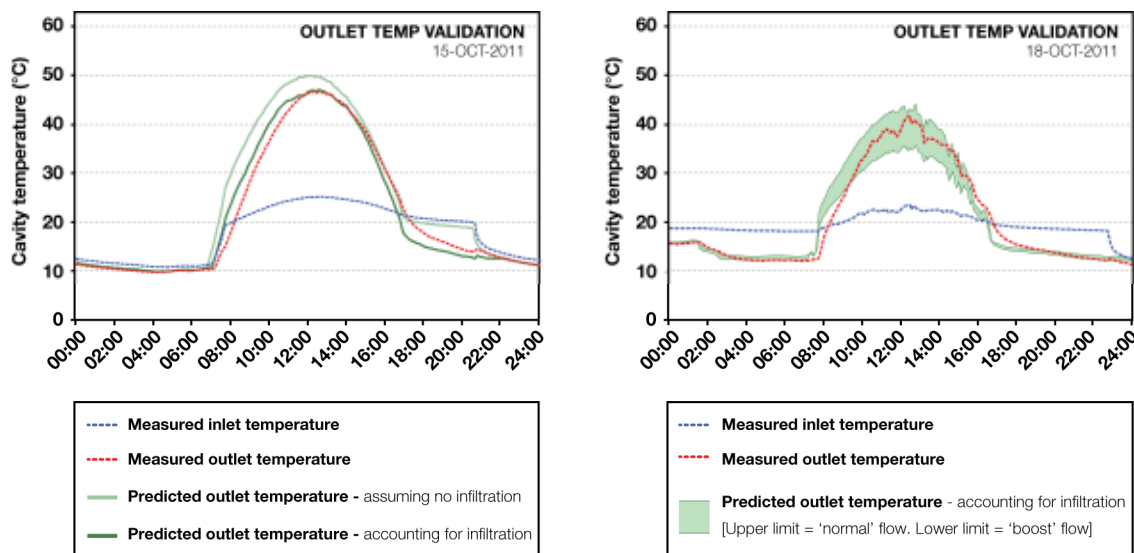 OUTLET TEMP VALIDATION
15-OCT-2011
Cavity temperature (°C)
60
50
40
30
20
10
0
00:00 02:00 04:00 06:00 08:00 10:00 12:00 14:00 16:00 18:00 20:00 22:00 24:00
Measured inlet temperature
Measured outlet temperature
Predicted outlet temperature - assuming no infiltration
Predicted outlet temperature - accounting for infiltration
OUTLET TEMP VALIDATION
18-OCT-2011
Cavity temperature (°C)
60
50
40
30
20
10
0
00:00 02:00 04:00 06:00 08:00 10:00 12:00 14:00 16:00 18:00 20:00 22:00 24:00
Measured inlet temperature
Measured outlet temperature
Predicted outlet temperature - accounting for infiltration
[Upper limit = ‘normal’ flow. Lower limit = ‘boost’ flow]